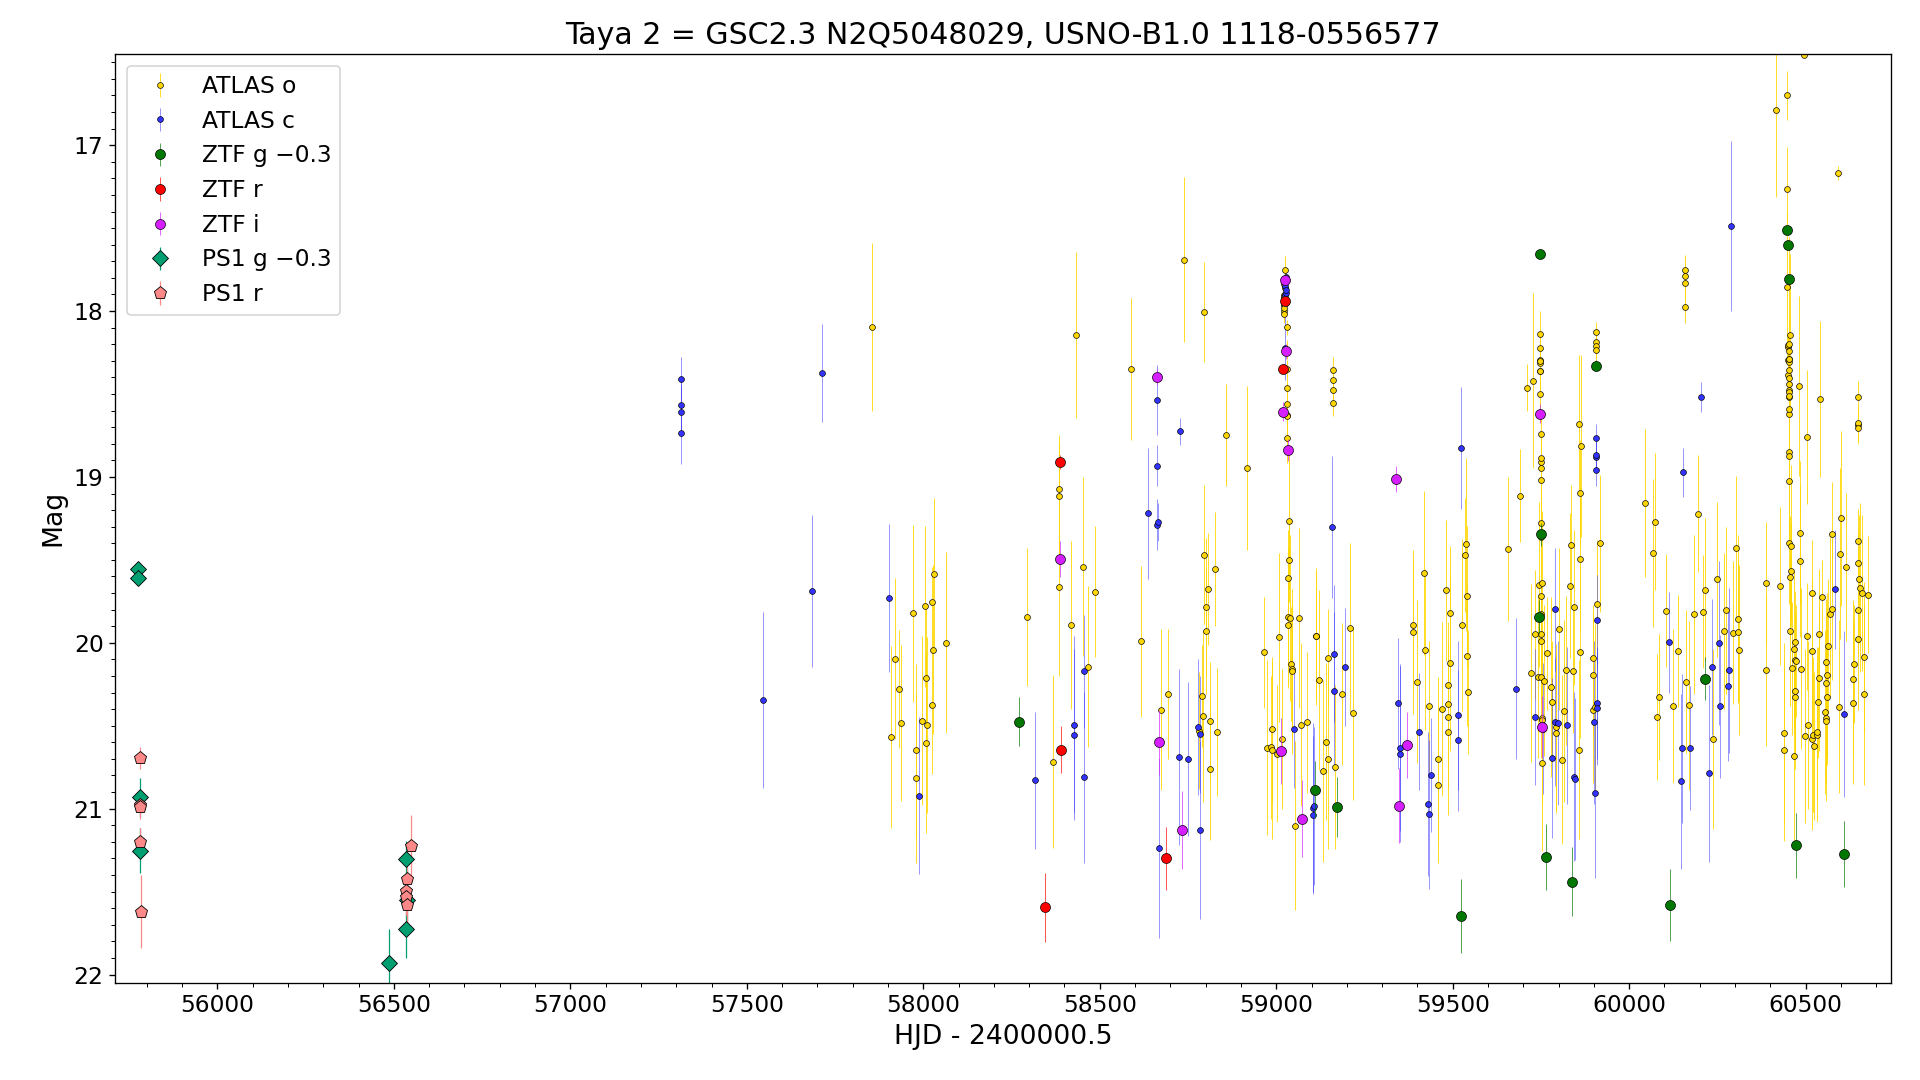 Taya 2 = GSC2.3 N2Q5048029, USNO-B1.0 1118-0556577
ATLAS o
ATLAS c
ZTF g −0.3
ZTF r
ZTF i
PS1 g −0.3
PS1 r
Mag
17
18
19
20
21
22
56000 56500 57000 57500 58000 58500 59000 59500 60000 60500
HJD - 2400000.5